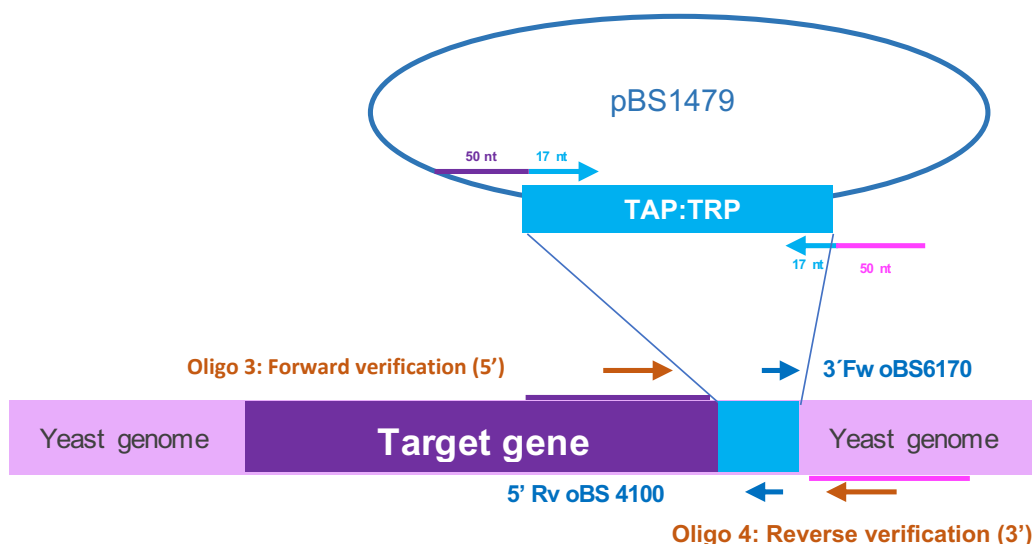 pBS1479
50 nt
17 nt
TAP:TRP
17 nt
50 nt
Oligo 3: Forward verification (5’)
3´Fw oBS6170
Yeast genome
Target gene
Yeast genome
5’ Rv oBS 4100
Oligo 4: Reverse verification (3’)